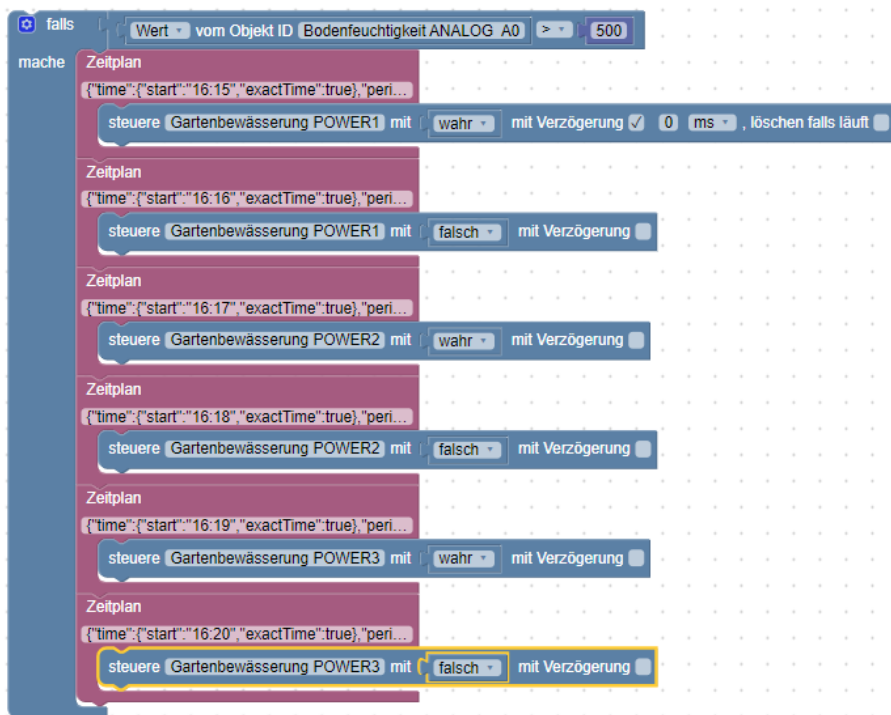 falls Wert vom Objekt ID Bodenfeuchtigkeit ANALOG A0 > 500
mache Zeitplan
{"time":{"start":"16:15","exactTime":true},"peri...
steuere Gartenbewässerung POWER1 mit wahr mit Verzögerung ✓ 0 ms , löschen falls läuft
Zeitplan
{"time":{"start":"16:16","exactTime":true},"peri...
steuere Gartenbewässerung POWER1 mit falsch mit Verzögerung
Zeitplan
{"time":{"start":"16:17","exactTime":true},"peri...
steuere Gartenbewässerung POWER2 mit wahr mit Verzögerung
Zeitplan
{"time":{"start":"16:18","exactTime":true},"peri...
steuere Gartenbewässerung POWER2 mit falsch mit Verzögerung
Zeitplan
{"time":{"start":"16:19","exactTime":true},"peri...
steuere Gartenbewässerung POWER3 mit wahr mit Verzögerung
Zeitplan
{"time":{"start":"16:20","exactTime":true},"peri...
steuere Gartenbewässerung POWER3 mit falsch mit Verzögerung